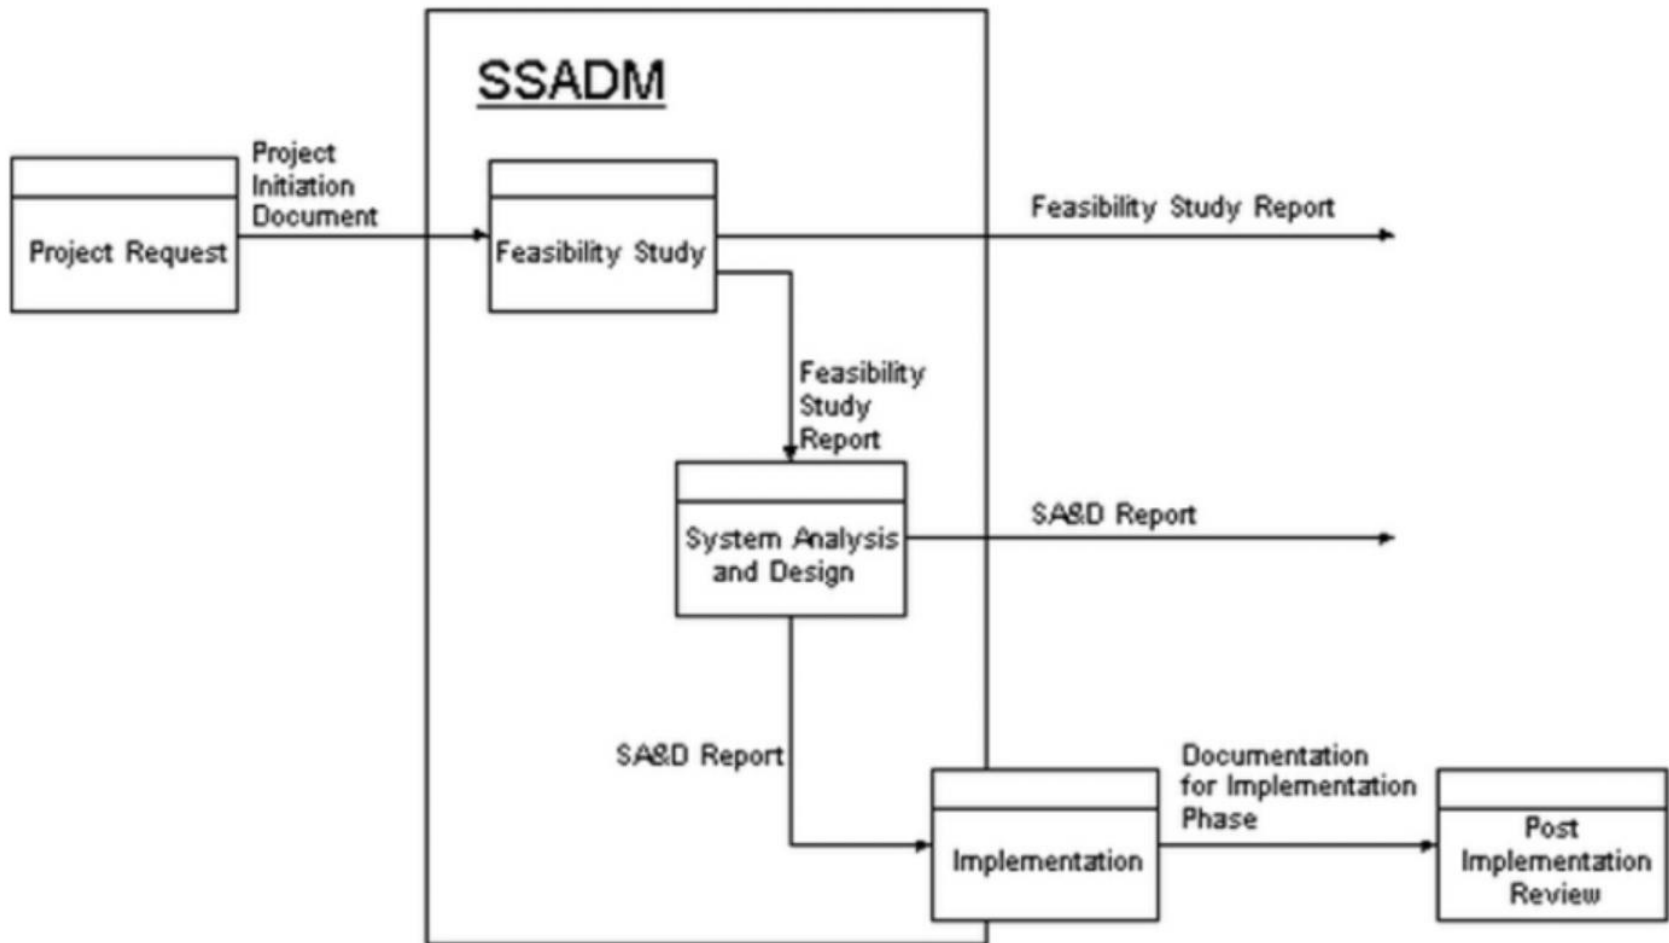 SSADM
Project
Initiation
Document
Project Request
Feasibility Study
Feasibility Study Report
Feasibility
Study
Report
System Analysis
and Design
SA&D Report
SA&D Report
Implementation
Documentation
for Implementation
Phase
Post
Implementation
Review